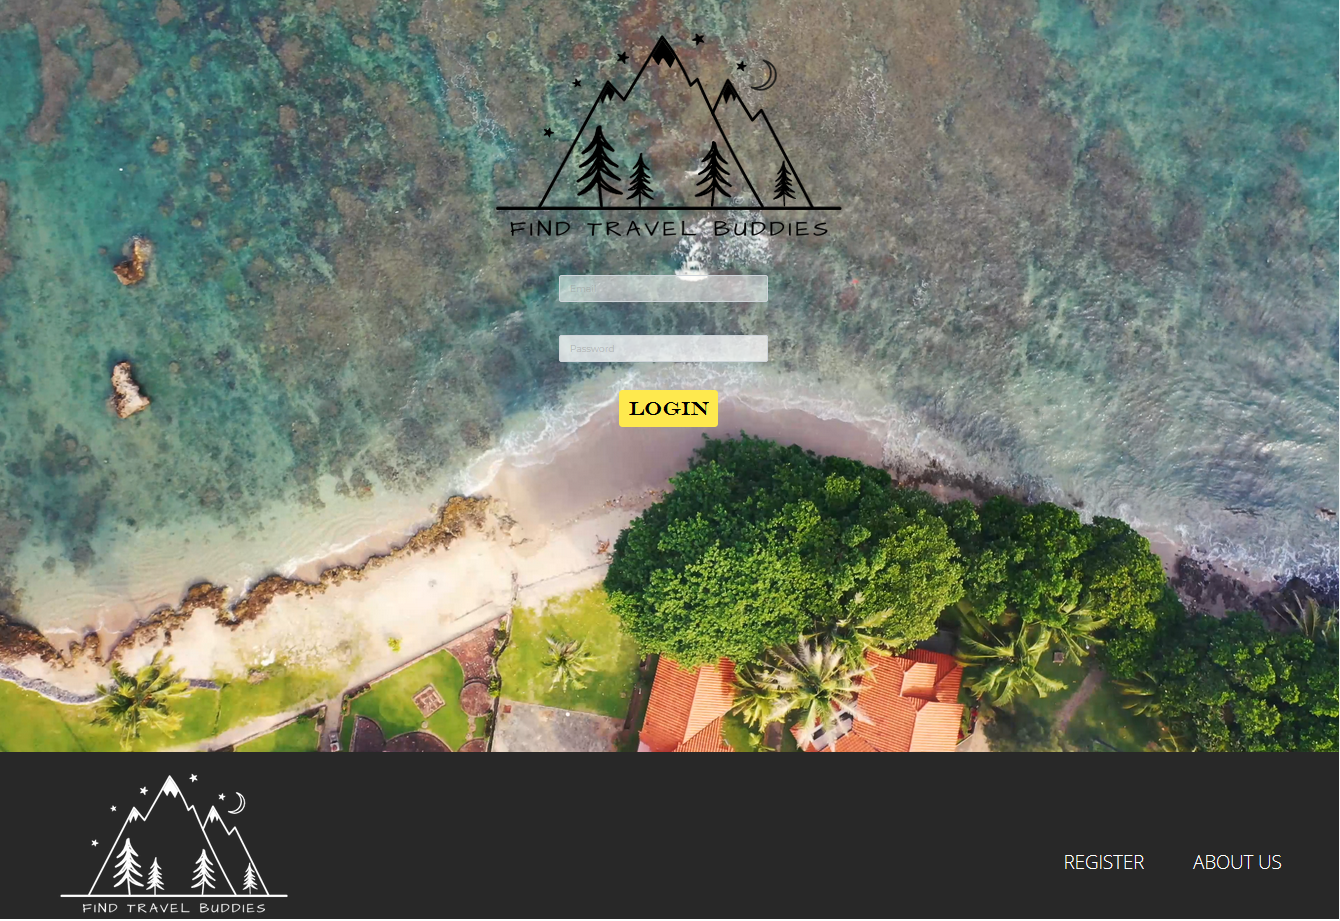 FIND TRAVEL BUDDIES
Email
Password
LOGIN
REGISTER ABOUT US
FIND TRAVEL BUDDIES